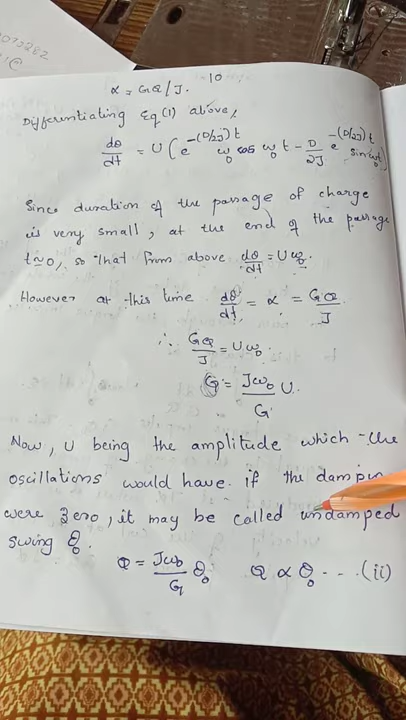 10
α = GQ/J.
Differentiating Eq(1) above,
dθ/dt = U(e^-(D/2J)t ω₀ cos ω₀t - D/2J e^-(D/2J)t sin ω₀t)
Since duration of the passage of charge
is very small, at the end of the passage
t≈0, so that from above dθ/dt = Uω₀.
However at this time dθ/dt = α = GQ/J.
∴ GQ/J = Uω₀
Q = Jω₀/G U.
Now, U being the amplitude which the
oscillations would have if the
were zero, it may be called undamped
swing θ₀.
Q = Jω₀/G θ₀ Q ∝ θ₀ --- (ii)